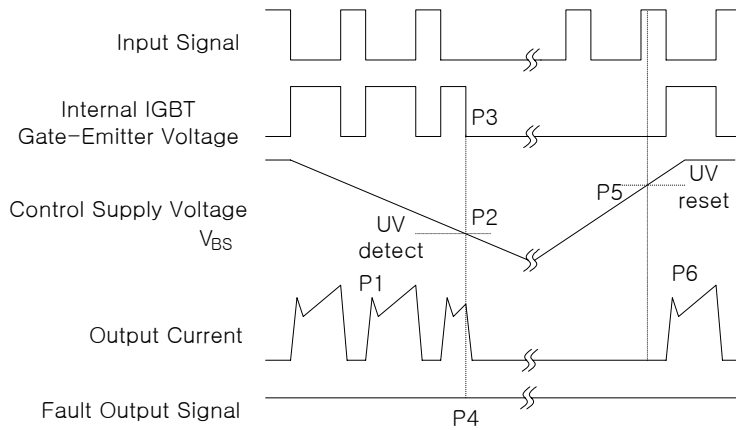 Input Signal
Internal IGBT
Gate-Emitter Voltage
P3
Control Supply Voltage
V_BS
UV
detect
P2
P5
UV
reset
P1
P6
Output Current
Fault Output Signal
P4